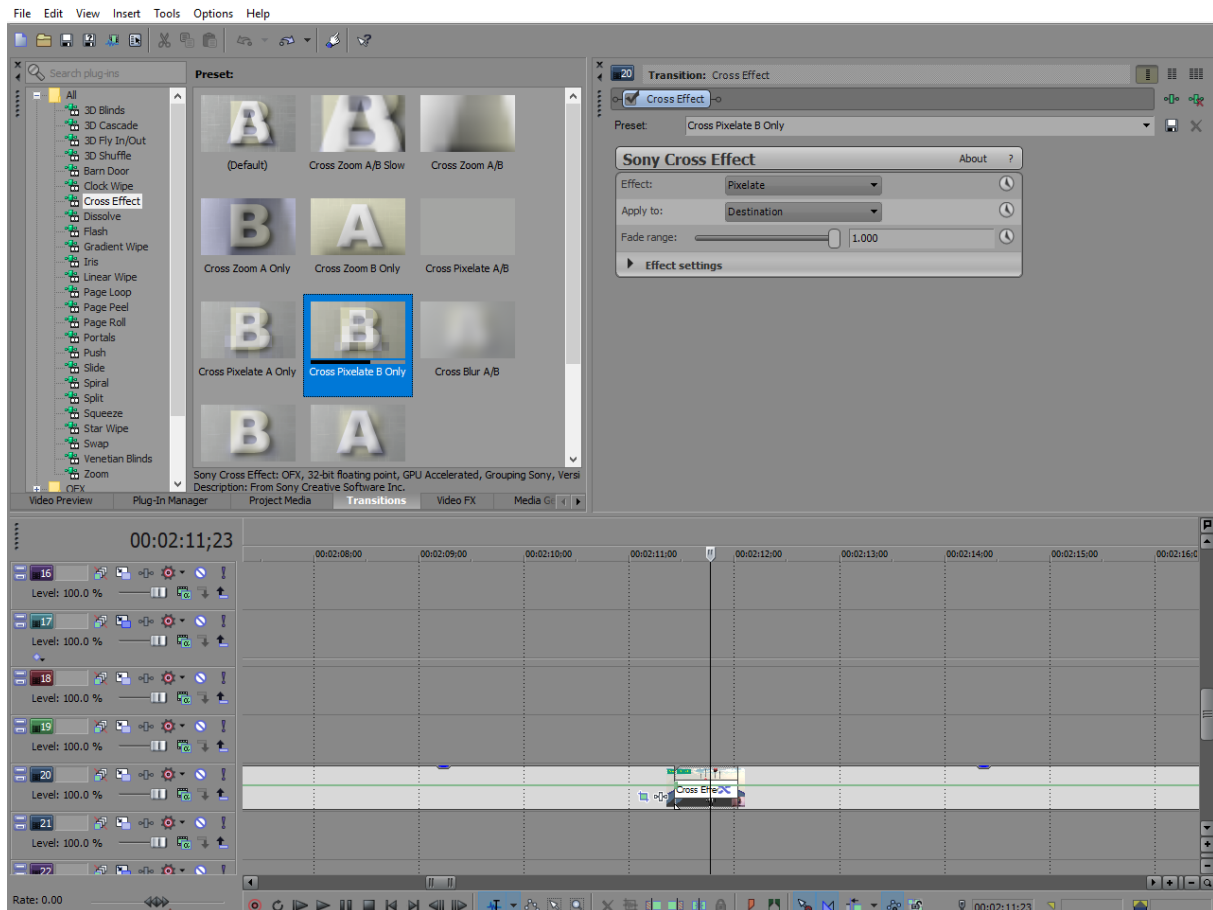 File Edit View Insert Tools Options Help
Search plug-ins
Preset:
All
3D Blinds
3D Cascade
3D Fly In/Out
3D Shuffle
Barn Door
Clock Wipe
Cross Effect
Dissolve
Flash
Gradient Wipe
Iris
Linear Wipe
Page Loop
Page Peel
Page Roll
Portals
Push
Slide
Spiral
Split
Squeeze
Star Wipe
Swap
Venetian Blinds
Zoom
OFX
(Default) Cross Zoom A/B Slow Cross Zoom A/B
Cross Zoom A Only Cross Zoom B Only Cross Pixelate A/B
Cross Pixelate A Only Cross Pixelate B Only Cross Blur A/B
Sony Cross Effect: OFX, 32-bit floating point, GPU Accelerated, Grouping Sony, Versi
Description: From Sony Creative Software Inc.
Video Preview Plug-In Manager Project Media Transitions Video FX Media Ge
20 Transition: Cross Effect
Cross Effect
Preset: Cross Pixelate B Only
Sony Cross Effect About ?
Effect: Pixelate
Apply to: Destination
Fade range: 1.000
Effect settings
00:02:11;23
00:02:08;00 00:02:09;00 00:02:10;00 00:02:11;00 00:02:12;00 00:02:13;00 00:02:14;00 00:02:15;00 00:02:16;0
16
Level: 100.0 %
17
Level: 100.0 %
18
Level: 100.0 %
19
Level: 100.0 %
20
Level: 100.0 %
Cross Effe
21
Level: 100.0 %
22
Rate: 0.00
00:02:11;23